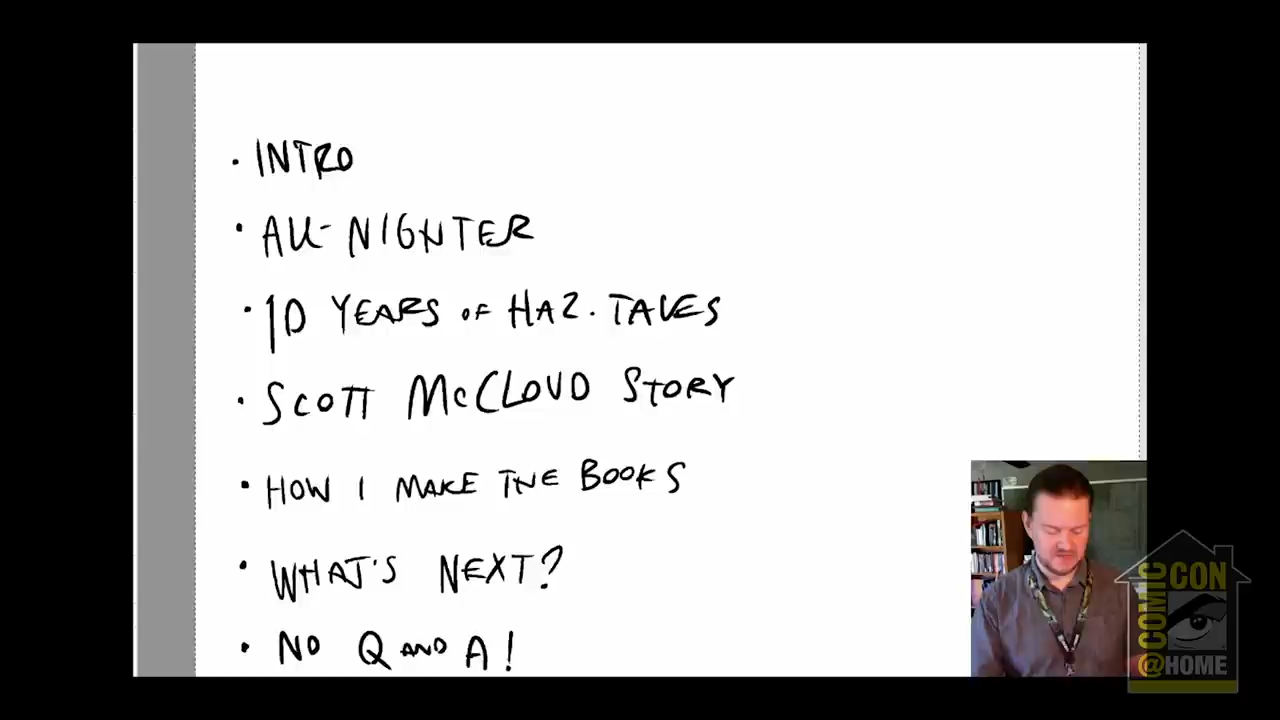 • INTRO
• ALL-NIGHTER
• 10 YEARS OF HAZ. TALES
• SCOTT McCLOUD STORY
• HOW I MAKE THE BOOKS
• WHAT'S NEXT?
• NO Q AND A!
COMIC CON
@HOME